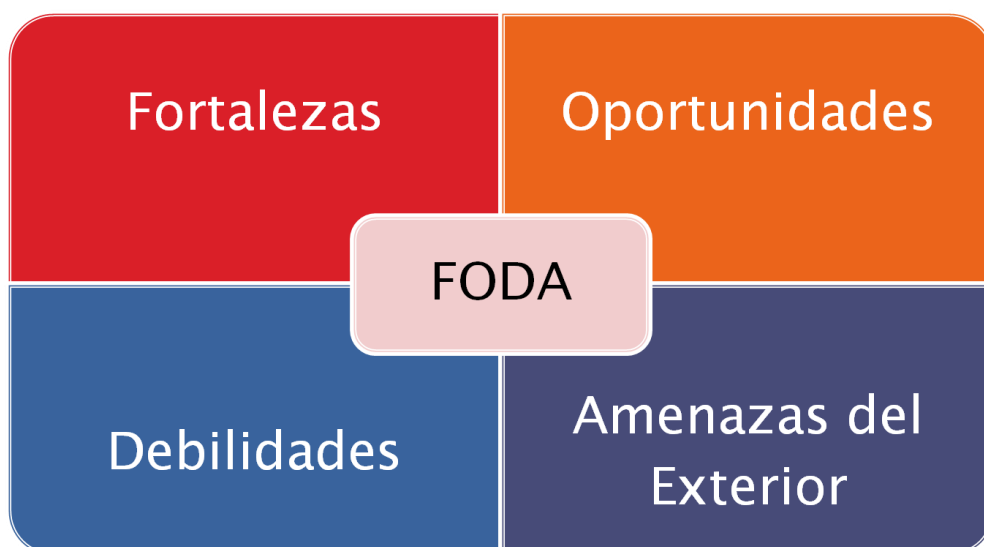 Fortalezas
Oportunidades
FODA
Debilidades
Amenazas del
Exterior